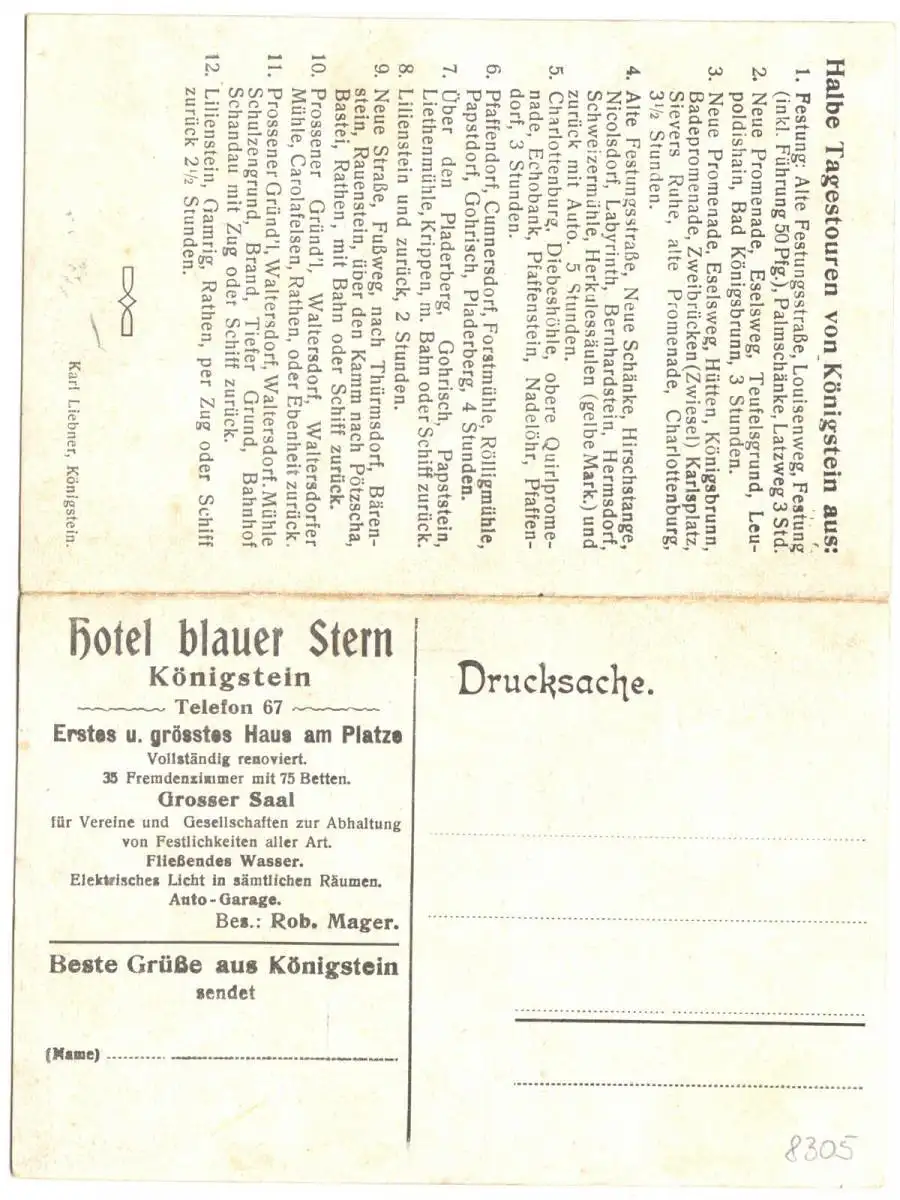 Halbe Tagestouren von Königstein aus:
1. Festung: Alte Festungsstraße, Louisenweg, Festung
(inkl. Führung 50 Pfg.), Palmschänke, Latzweg 3 Std.
2. Neue Promenade, Eselsweg, Teufelsgrund, Leu-
poldishain, Bad Königsbrunn, 3 Stunden.
3. Neue Promenade, Eselsweg, Hütten, Königsbrunn,
Badepromenade, Zweibrücken (Zwiesel) Karlsplatz,
Sievers Ruhe, alte Promenade, Charlottenburg,
3½ Stunden.
4. Alte Festungsstraße, Neue Schänke, Hirschstange,
Nicolsdorf, Labyrinth, Bernhardstein, Hermsdorf,
Schweizermühle, Herkulessäulen (gelbe Mark.) und
zurück mit Auto. 5 Stunden.
5. Charlottenburg, Diebeshöhle, obere Quirlprome-
nade, Echobank, Pfaffenstein, Nadelöhr, Pfaffen-
dorf, 3 Stunden.
6. Pfaffendorf, Cunnersdorf, Forstmühle, Rölligmühle,
Papstdorf, Gohrisch, Pladerberg, 4 Stunden.
7. Über den Pladerberg, Gohrisch, Papststein,
Liethenmühle, Krippen, m. Bahn oder Schiff zurück.
8. Lilienstein und zurück, 2 Stunden.
9. Neue Straße, Fußweg, nach Thürmsdorf, Bären-
stein, Rauenstein, über den Kamm nach Pötzscha,
Bastei, Rathen, mit Bahn oder Schiff zurück.
10. Prossener Gründ'l, Waltersdorf, Waltersdorfer
Mühle, Carolafelsen, Rathen, oder Ebenheit zurück.
11. Prossener Gründ'l, Waltersdorf, Waltersdorf. Mühle
Schulzengrund, Brand, Tiefer Grund, Bahnhof
Schandau mit Zug oder Schiff zurück.
12. Lilienstein, Gamrig, Rathen, per Zug oder Schiff
zurück 2½ Stunden.
Karl Liebner, Königstein.
Hotel blauer Stern
Königstein
Telefon 67
Erstes u. grösstes Haus am Platze
Vollständig renoviert.
35 Fremdenzimmer mit 75 Betten.
Grosser Saal
für Vereine und Gesellschaften zur Abhaltung
von Festlichkeiten aller Art.
Fließendes Wasser.
Elektrisches Licht in sämtlichen Räumen.
Auto-Garage.
Bes.: Rob. Mager.
Beste Grüße aus Königstein
sendet
(Name)
Drucksache.
8305